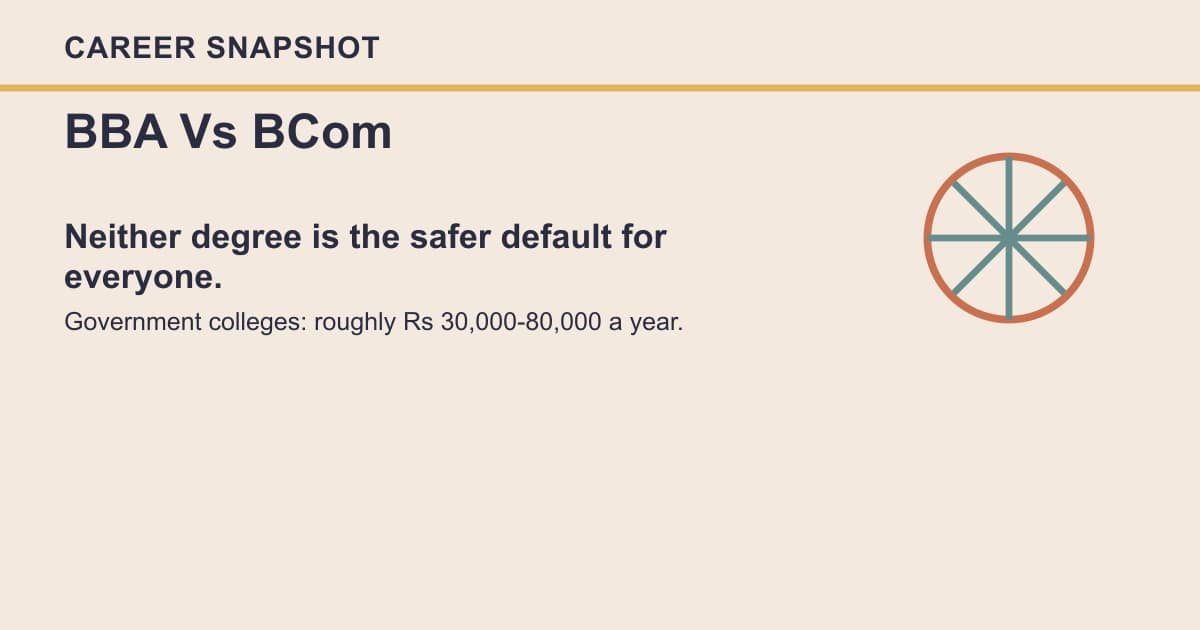 CAREER SNAPSHOT
BBA Vs BCom
Neither degree is the safer default for
everyone.
Government colleges: roughly Rs 30,000-80,000 a year.